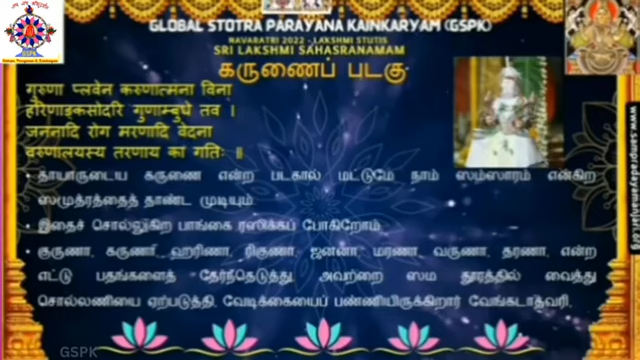 GLOBAL STOTRA PARAYANA KAINKARYAM (GSPK)
NAVARATRI 2022 - LAKSHMI STUTIS
SRI LAKSHMI SAHASRANAMAM
கருணைப் படகு
गुरुणा प्लवेन करुणात्मना विना
हरिणाङ्कसोदरि गुणाम्बुधे तव ।
जननादि रोग मरणादि वेदना
वरुणालयस्य तरणाय का गतिः ॥
• தாயாருடைய கருணை என்ற படகால் மட்டுமே நாம் ஸம்ஸாரம் என்கிற
ஸமுத்ரத்தைத் தாண்ட முடியும்.
• இதைச் சொல்லுகிற பாங்கை ரஸிக்கப் போகிறோம்.
• குருணா, கருணா, ஹரிணா, ரிகுணா, ஜனனா, மரணா, வருணா, தரணா, என்ற
எட்டு பதங்களைத் தேர்ந்தெடுத்து அவற்றை ஸம தூரத்தில் வைத்து
சொல்லணியை ஏற்படுத்தி, வேடிக்கையைப் பண்ணியிருக்கிறார் வேங்கடாத்வரி.
GSPK